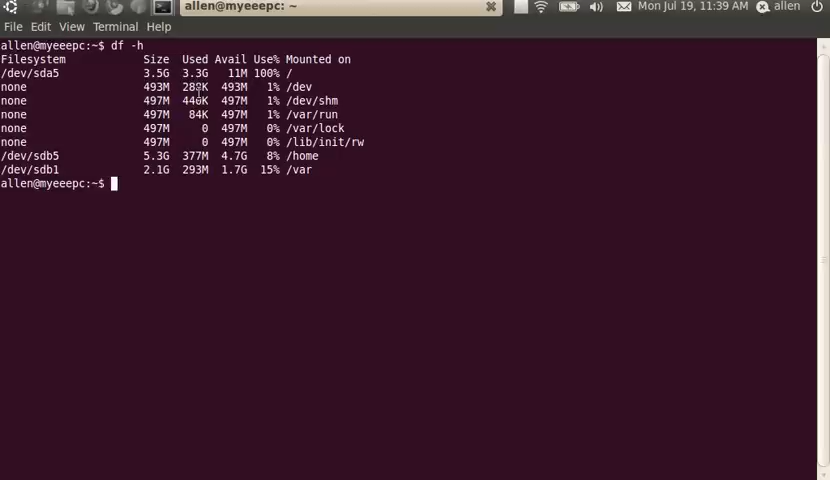 allen@myeeepc: ~
Mon Jul 19, 11:39 AM
allen
File Edit View Terminal Help
allen@myeeepc:~$ df -h
Filesystem Size Used Avail Use% Mounted on
/dev/sda5 3.5G 3.3G 11M 100% /
none 493M 288K 493M 1% /dev
none 497M 440K 497M 1% /dev/shm
none 497M 84K 497M 1% /var/run
none 497M 0 497M 0% /var/lock
none 497M 0 497M 0% /lib/init/rw
/dev/sdb5 5.3G 377M 4.7G 8% /home
/dev/sdb1 2.1G 293M 1.7G 15% /var
allen@myeeepc:~$